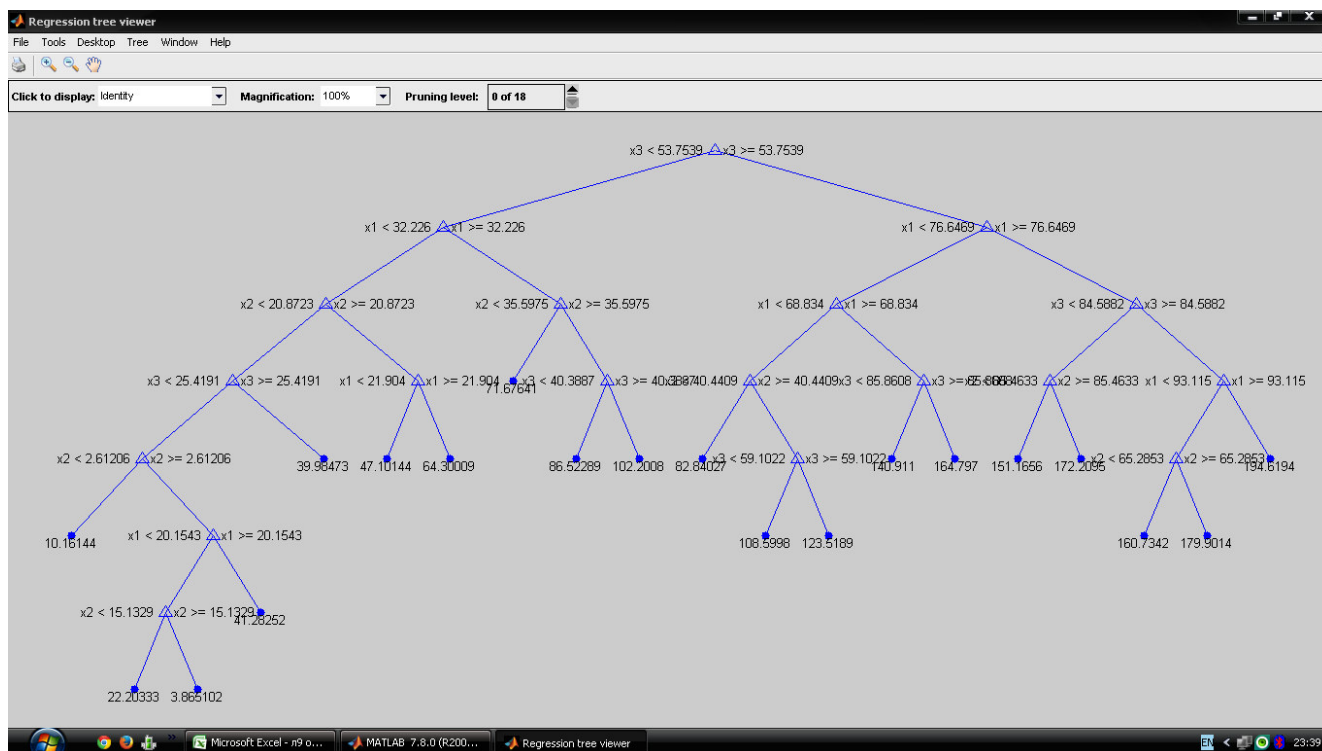 Regression tree viewer
File Tools Desktop Tree Window Help
Click to display: Identity Magnification: 100% Pruning level: 0 of 18
x3 < 53.7539 x3 >= 53.7539
x1 < 32.226 x1 >= 32.226 x1 < 76.6469 x1 >= 76.6469
x2 < 20.8723 x2 >= 20.8723 x2 < 35.5975 x2 >= 35.5975 x1 < 68.834 x1 >= 68.834 x3 < 84.5882 x3 >= 84.5882
x3 < 25.4191 x3 >= 25.4191 x1 < 21.904 x1 >= 21.904 x3 < 40.3887 x3 >= 40.3887 x2 >= 40.4409 x3 < 85.8608 x2 >= 85.4633 x1 < 93.115 x1 >= 93.115
71.67641
x2 < 2.61206 x2 >= 2.61206 x3 < 59.1022 x3 >= 59.1022 x2 < 65.2853 x2 >= 65.2853
39.98473 47.10144 64.30009 86.52289 102.2008 82.84027 140.911 164.797 151.1656 172.2095 194.6194
x1 < 20.1543 x1 >= 20.1543
10.16144 108.5998 123.5189 160.7342 179.9014
x2 < 15.1329 x2 >= 15.1329
41.28252
22.20333 3.865102
Microsoft Excel - л9 о... MATLAB 7.8.0 (R200... Regression tree viewer EN 23:39